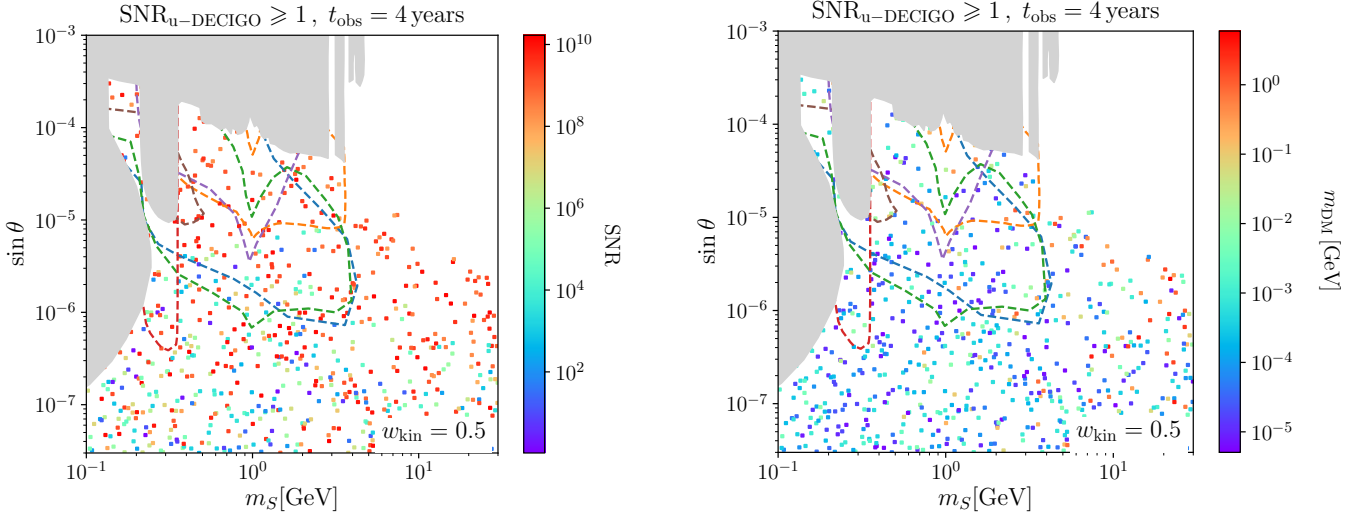 SNR_{u−DECIGO} ⩾ 1 , t_{obs} = 4 years
10^{−3}
10^{−4}
10^{−5}
10^{−6}
10^{−7}
sin θ
10^{−1}
10^{0}
10^{1}
m_S[GeV]
w_{kin} = 0.5
10^{10}
10^{8}
10^{6}
10^{4}
10^{2}
SNR
SNR_{u−DECIGO} ⩾ 1 , t_{obs} = 4 years
10^{−3}
10^{−4}
10^{−5}
10^{−6}
10^{−7}
sin θ
10^{−1}
10^{0}
10^{1}
m_S[GeV]
w_{kin} = 0.5
10^{0}
10^{−1}
10^{−2}
10^{−3}
10^{−4}
10^{−5}
m_{DM} [GeV]